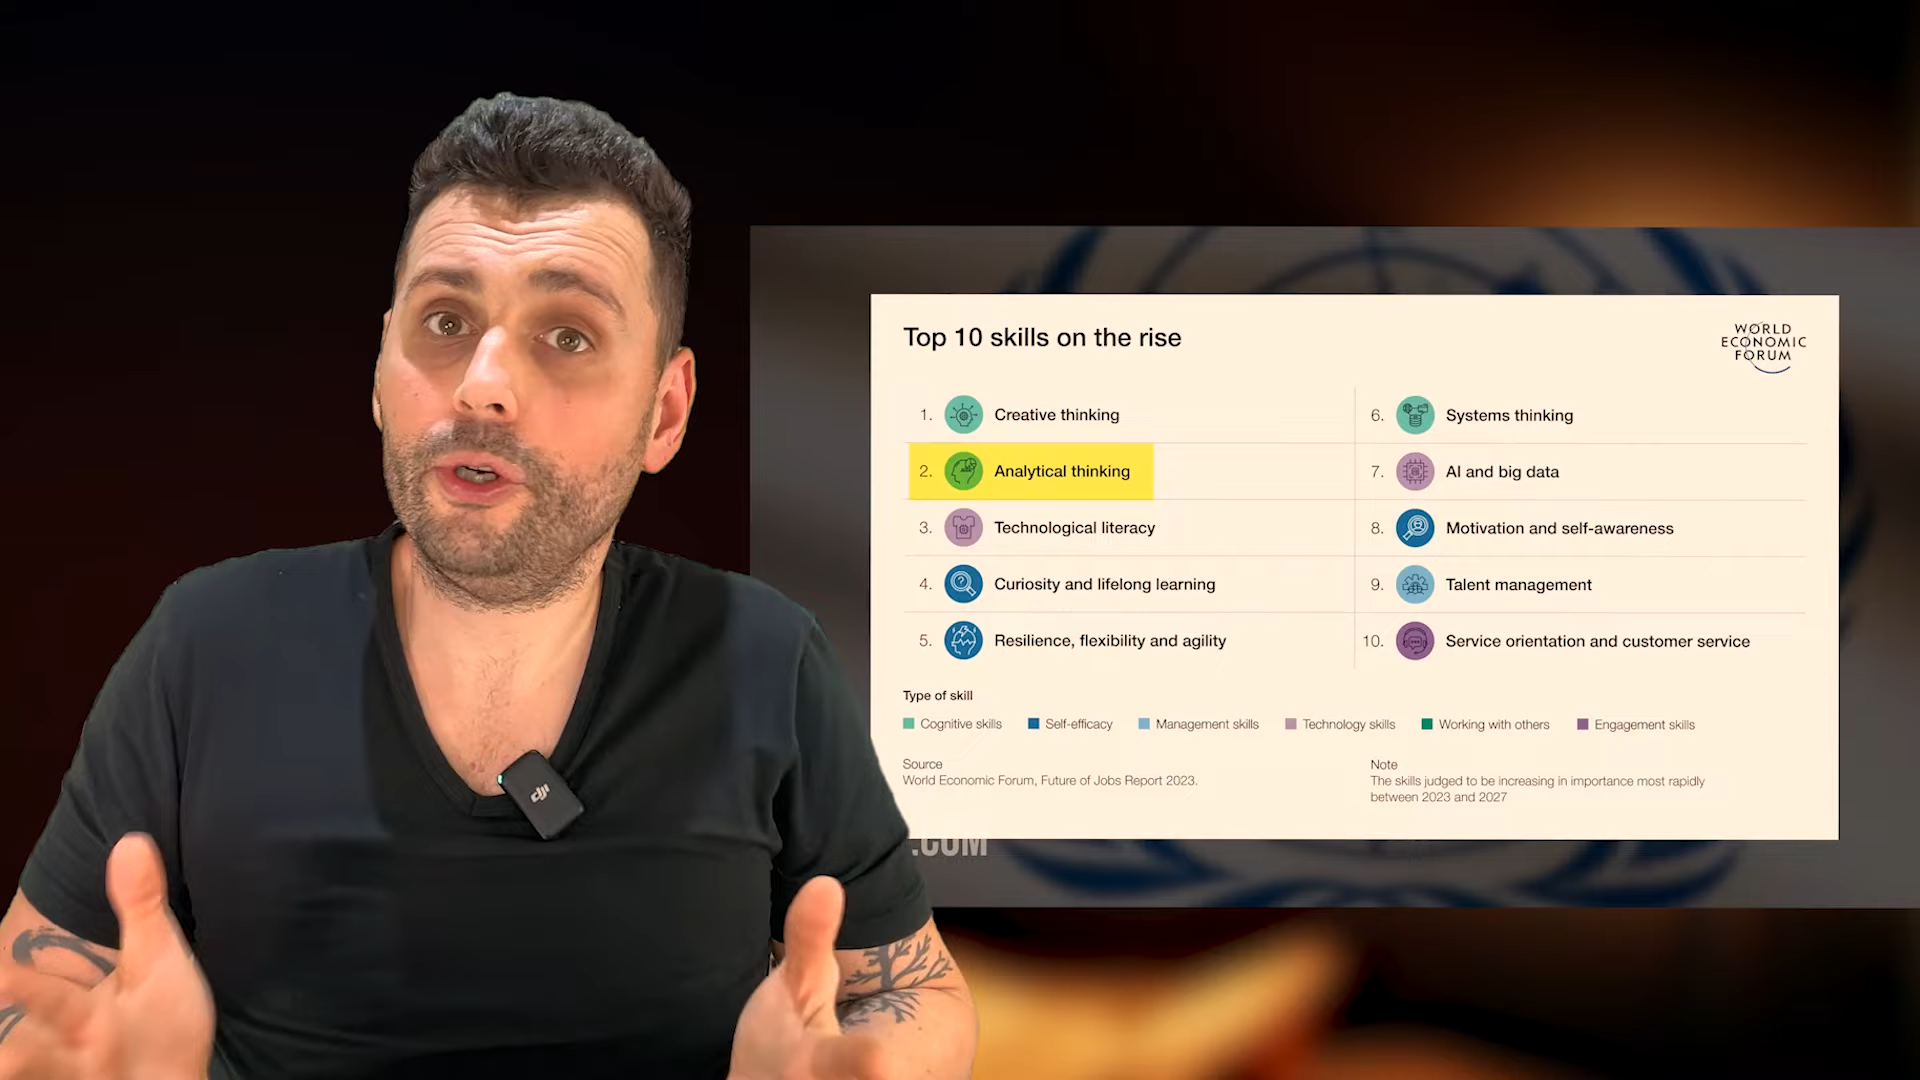 Top 10 skills on the rise
WORLD
ECONOMIC
FORUM
1. Creative thinking
2. Analytical thinking
3. Technological literacy
4. Curiosity and lifelong learning
5. Resilience, flexibility and agility
6. Systems thinking
7. AI and big data
8. Motivation and self-awareness
9. Talent management
10. Service orientation and customer service
Type of skill
Cognitive skills Self-efficacy Management skills Technology skills Working with others Engagement skills
Source
World Economic Forum, Future of Jobs Report 2023.
Note
The skills judged to be increasing in importance most rapidly
between 2023 and 2027
.COM
dji